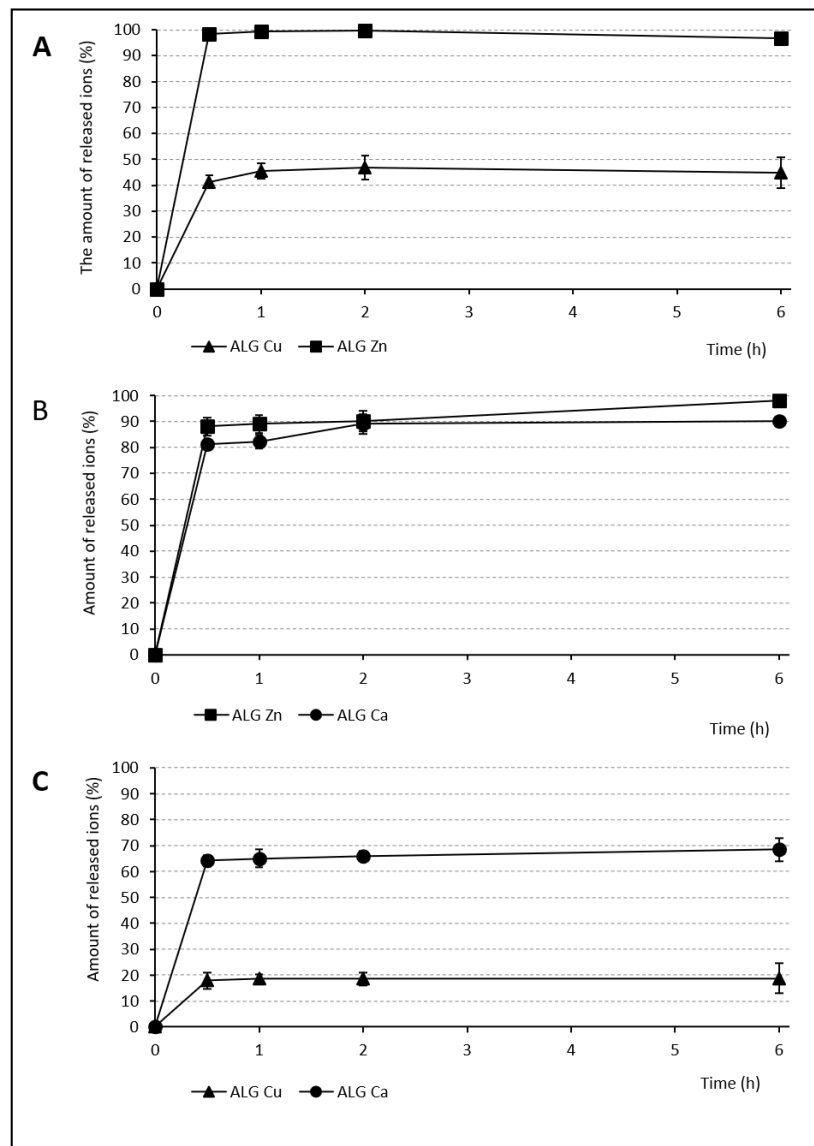 A
The amount of released ions (%)
100
90
80
70
60
50
40
30
20
10
0
0 1 2 3 4 5 6
ALG Cu ALG Zn
Time (h)
B
Amount of released ions (%)
100
90
80
70
60
50
40
30
20
10
0
0 1 2 3 4 5 6
ALG Zn ALG Ca
Time (h)
C
Amount of released ions (%)
100
90
80
70
60
50
40
30
20
10
0
0 1 2 3 4 5 6
ALG Cu ALG Ca
Time (h)